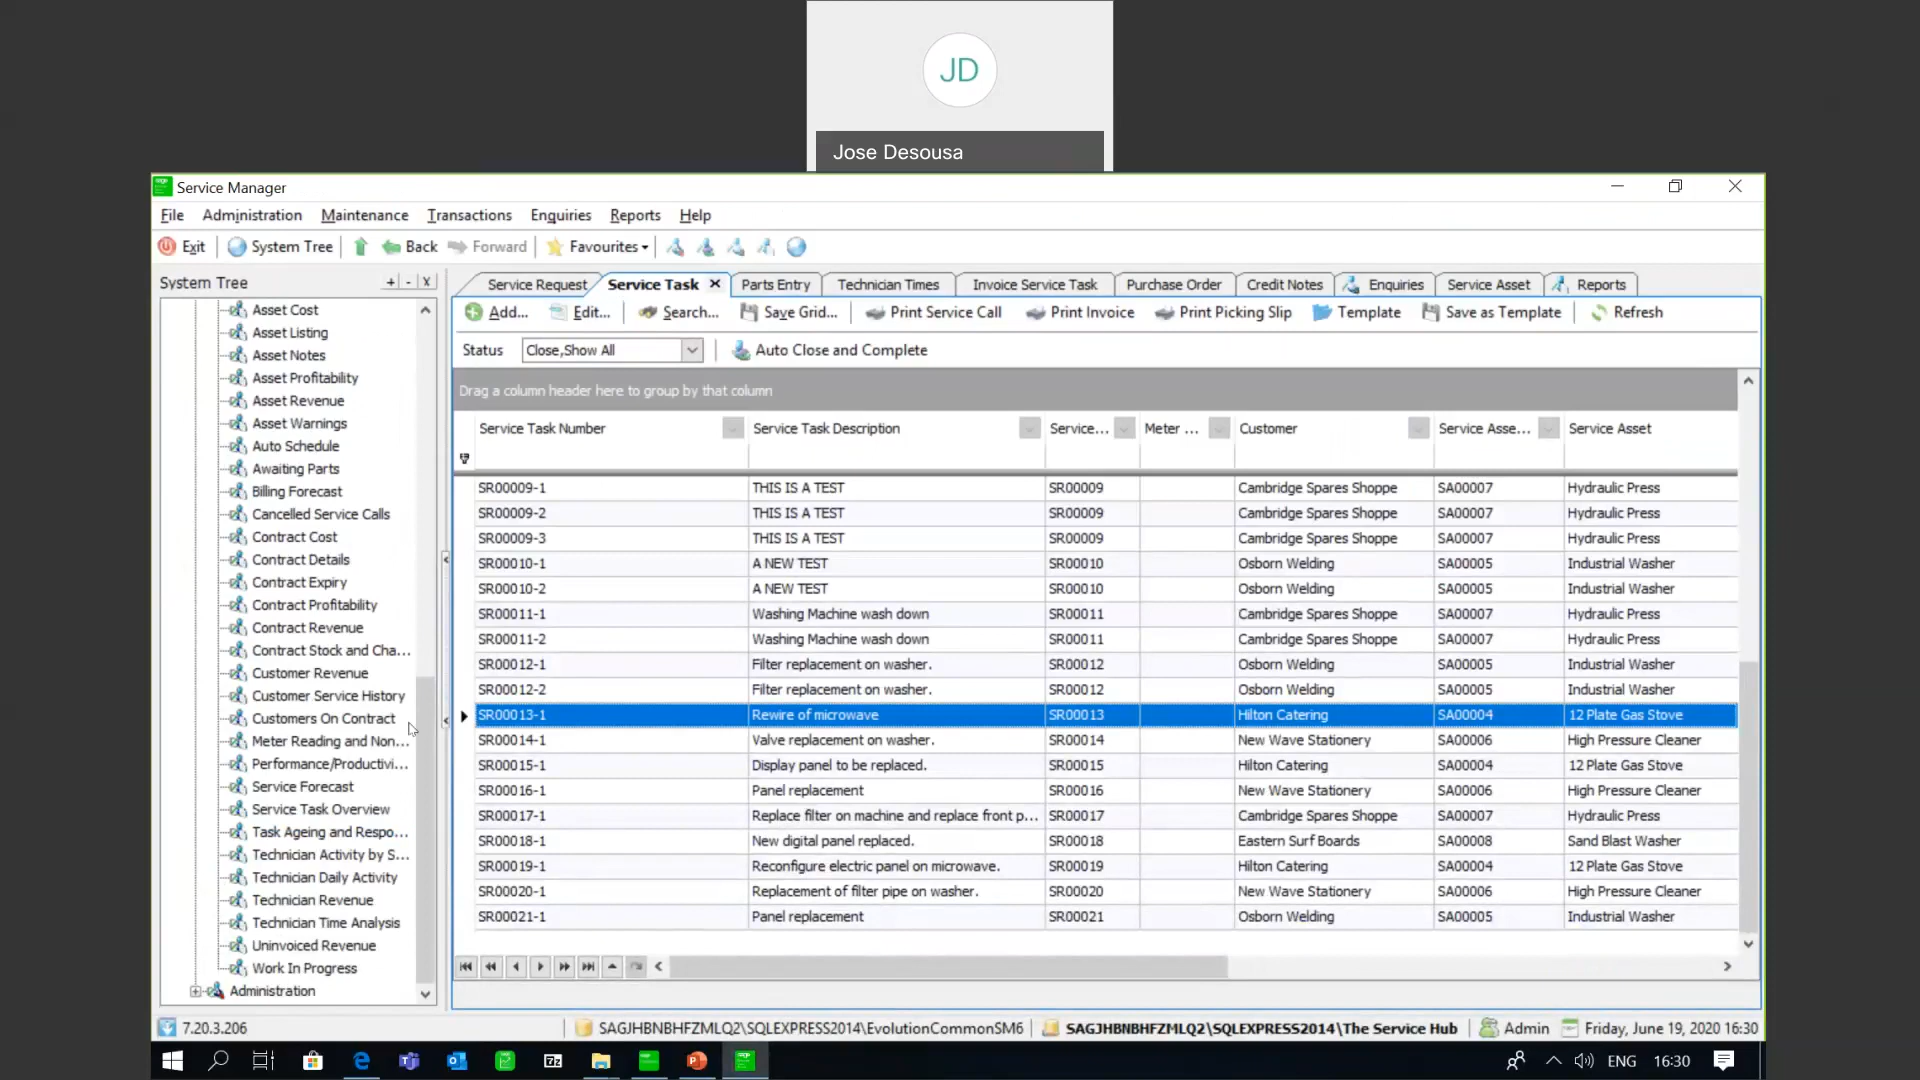 JD
Jose Desousa
Service Manager
File Administration Maintenance Transactions Enquiries Reports Help
Exit System Tree Back Forward Favourites
System Tree + - X
Service Request Service Task Parts Entry Technician Times Invoice Service Task Purchase Order Credit Notes Enquiries Service Asset Reports
Add... Edit... Search... Save Grid... Print Service Call Print Invoice Print Picking Slip Template Save as Template Refresh
Status Close,Show All Auto Close and Complete
Drag a column header here to group by that column
Service Task Number Service Task Description Service... Meter ... Customer Service Asse... Service Asset
SR00009-1 THIS IS A TEST SR00009 Cambridge Spares Shoppe SA00007 Hydraulic Press
SR00009-2 THIS IS A TEST SR00009 Cambridge Spares Shoppe SA00007 Hydraulic Press
SR00009-3 THIS IS A TEST SR00009 Cambridge Spares Shoppe SA00007 Hydraulic Press
SR00010-1 A NEW TEST SR00010 Osborn Welding SA00005 Industrial Washer
SR00010-2 A NEW TEST SR00010 Osborn Welding SA00005 Industrial Washer
SR00011-1 Washing Machine wash down SR00011 Cambridge Spares Shoppe SA00007 Hydraulic Press
SR00011-2 Washing Machine wash down SR00011 Cambridge Spares Shoppe SA00007 Hydraulic Press
SR00012-1 Filter replacement on washer. SR00012 Osborn Welding SA00005 Industrial Washer
SR00012-2 Filter replacement on washer. SR00012 Osborn Welding SA00005 Industrial Washer
SR00013-1 Rewire of microwave SR00013 Hilton Catering SA00004 12 Plate Gas Stove
SR00014-1 Valve replacement on washer. SR00014 New Wave Stationery SA00006 High Pressure Cleaner
SR00015-1 Display panel to be replaced. SR00015 Hilton Catering SA00004 12 Plate Gas Stove
SR00016-1 Panel replacement SR00016 New Wave Stationery SA00006 High Pressure Cleaner
SR00017-1 Replace filter on machine and replace front p... SR00017 Cambridge Spares Shoppe SA00007 Hydraulic Press
SR00018-1 New digital panel replaced. SR00018 Eastern Surf Boards SA00008 Sand Blast Washer
SR00019-1 Reconfigure electric panel on microwave. SR00019 Hilton Catering SA00004 12 Plate Gas Stove
SR00020-1 Replacement of filter pipe on washer. SR00020 New Wave Stationery SA00006 High Pressure Cleaner
SR00021-1 Panel replacement SR00021 Osborn Welding SA00005 Industrial Washer
Asset Cost
Asset Listing
Asset Notes
Asset Profitability
Asset Revenue
Asset Warnings
Auto Schedule
Awaiting Parts
Billing Forecast
Cancelled Service Calls
Contract Cost
Contract Details
Contract Expiry
Contract Profitability
Contract Revenue
Contract Stock and Cha...
Customer Revenue
Customer Service History
Customers On Contract
Meter Reading and Non...
Performance/Productivi...
Service Forecast
Service Task Overview
Task Ageing and Respo...
Technician Activity by S...
Technician Daily Activity
Technician Revenue
Technician Time Analysis
Uninvoiced Revenue
Work In Progress
Administration
7.20.3.206 SAGJHBNBHFZMLQ2\SQLEXPRESS2014\EvolutionCommonSM6 SAGJHBNBHFZMLQ2\SQLEXPRESS2014\The Service Hub Admin Friday, June 19, 2020 16:30
7z ENG 16:30